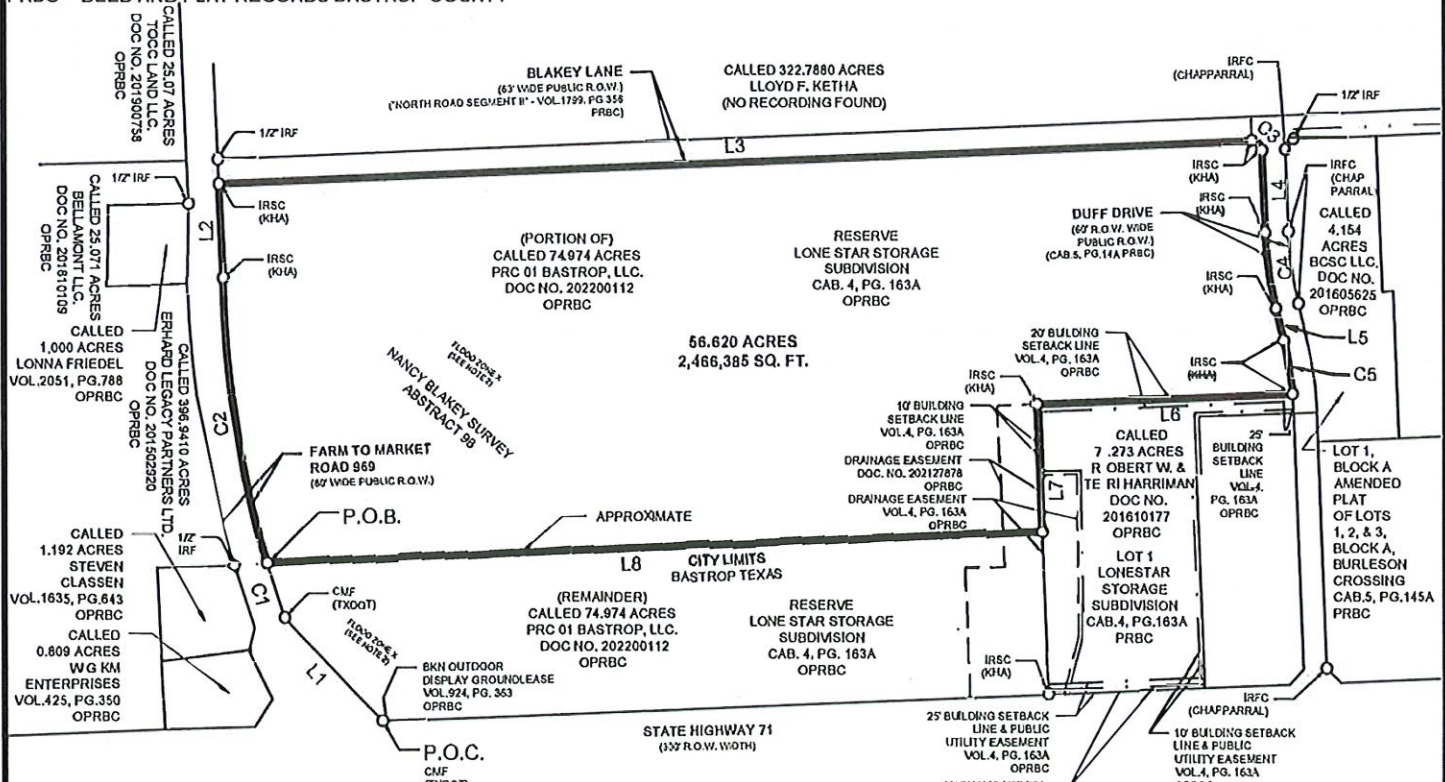 PRBC - DEED AND PLAT RECORDS BASTROP COUNTY
CALLED 25.07 ACRES
TOCC LAND LLC.
DOC NO. 201900758
OPRBC
BLAKEY LANE
(63' WIDE PUBLIC R.O.W.)
("NORTH ROAD SEGMENT II" - VOL.1799, PG 356
PRBC)
CALLED 322.7880 ACRES
LLOYD F. KETHA
(NO RECORDING FOUND)
IRFC
(CHAPPARRAL)
1/2" IRF
1/2" IRF
L3
C3
1/2" IRF
IRSC
(KHA)
IRSC
(KHA)
L4
IRFC
(CHAP
PARRAL)
CALLED 25.071 ACRES
BELLAMONT LLC.
DOC NO. 201610109
OPRBC
L2
IRSC
(KHA)
IRSC
(KHA)
DUFF DRIVE
(60' R.O.W. WIDE
PUBLIC R.O.W.)
(CAB.5, PG.14A PRBC)
C4
CALLED
4.154
ACRES
BCSC LLC.
DOC NO.
201605625
OPRBC
(PORTION OF)
CALLED 74.974 ACRES
PRC 01 BASTROP, LLC.
DOC NO. 202200112
OPRBC
RESERVE
LONE STAR STORAGE
SUBDIVISION
CAB. 4, PG. 163A
OPRBC
IRSC
(KHA)
L5
CALLED
1.000 ACRES
LONNA FRIEDEL
VOL.2051, PG.788
OPRBC
CALLED 396.9410 ACRES
ERHARD LEGACY PARTNERS LTD.
DOC NO. 201502920
OPRBC
C2
NANCY BLAKEY SURVEY
ABSTRACT 98
FLOOD ZONE X
(SEE NOTE 2)
56.620 ACRES
2,466,385 SQ. FT.
20' BUILDING
SETBACK LINE
VOL.4, PG. 163A
OPRBC
IRSC
(KHA)
IRSC
(KHA)
C5
L6
10' BUILDING
SETBACK LINE
VOL.4, PG. 163A
OPRBC
DRAINAGE EASEMENT
DOC. NO. 202127878
OPRBC
DRAINAGE EASEMENT
VOL.4, PG. 163A
OPRBC
L7
CALLED
7 .273 ACRES
R OBERT W. &
TE RI HARRIMAN
DOC NO.
201610177
OPRBC
25'
BUILDING
SETBACK
LINE
VOL.4,
PG. 163A
OPRBC
LOT 1,
BLOCK A
AMENDED
PLAT
OF LOTS
1, 2, & 3,
BLOCK A,
BURLESON
CROSSING
CAB.5, PG.145A
PRBC
FARM TO MARKET
ROAD 969
(80' WIDE PUBLIC R.O.W.)
P.O.B.
APPROXIMATE
L8
CITY LIMITS
BASTROP TEXAS
1/2"
IRF
CALLED
1.192 ACRES
STEVEN
CLASSEN
VOL.1635, PG.643
OPRBC
C1
CMF
(TXDOT)
FLOOD ZONE X
(SEE NOTE 2)
(REMAINDER)
CALLED 74.974 ACRES
PRC 01 BASTROP, LLC.
DOC NO. 202200112
OPRBC
RESERVE
LONE STAR STORAGE
SUBDIVISION
CAB. 4, PG. 163A
OPRBC
LOT 1
LONESTAR
STORAGE
SUBDIVISION
CAB.4, PG.163A
PRBC
CALLED
0.809 ACRES
WG KM
ENTERPRISES
VOL.425, PG.350
OPRBC
L1
BKN OUTDOOR
DISPLAY GROUNDLEASE
VOL.924, PG. 363
OPRBC
IRSC
(KHA)
IRFC
(CHAPPARRAL)
P.O.C.
CMF
STATE HIGHWAY 71
(300' R.O.W. WIDTH)
25' BUILDING SETBACK
LINE & PUBLIC
UTILITY EASEMENT
VOL.4, PG. 163A
OPRBC
10' BUILDING SETBACK
LINE & PUBLIC
UTILITY EASEMENT
VOL.4, PG. 163A